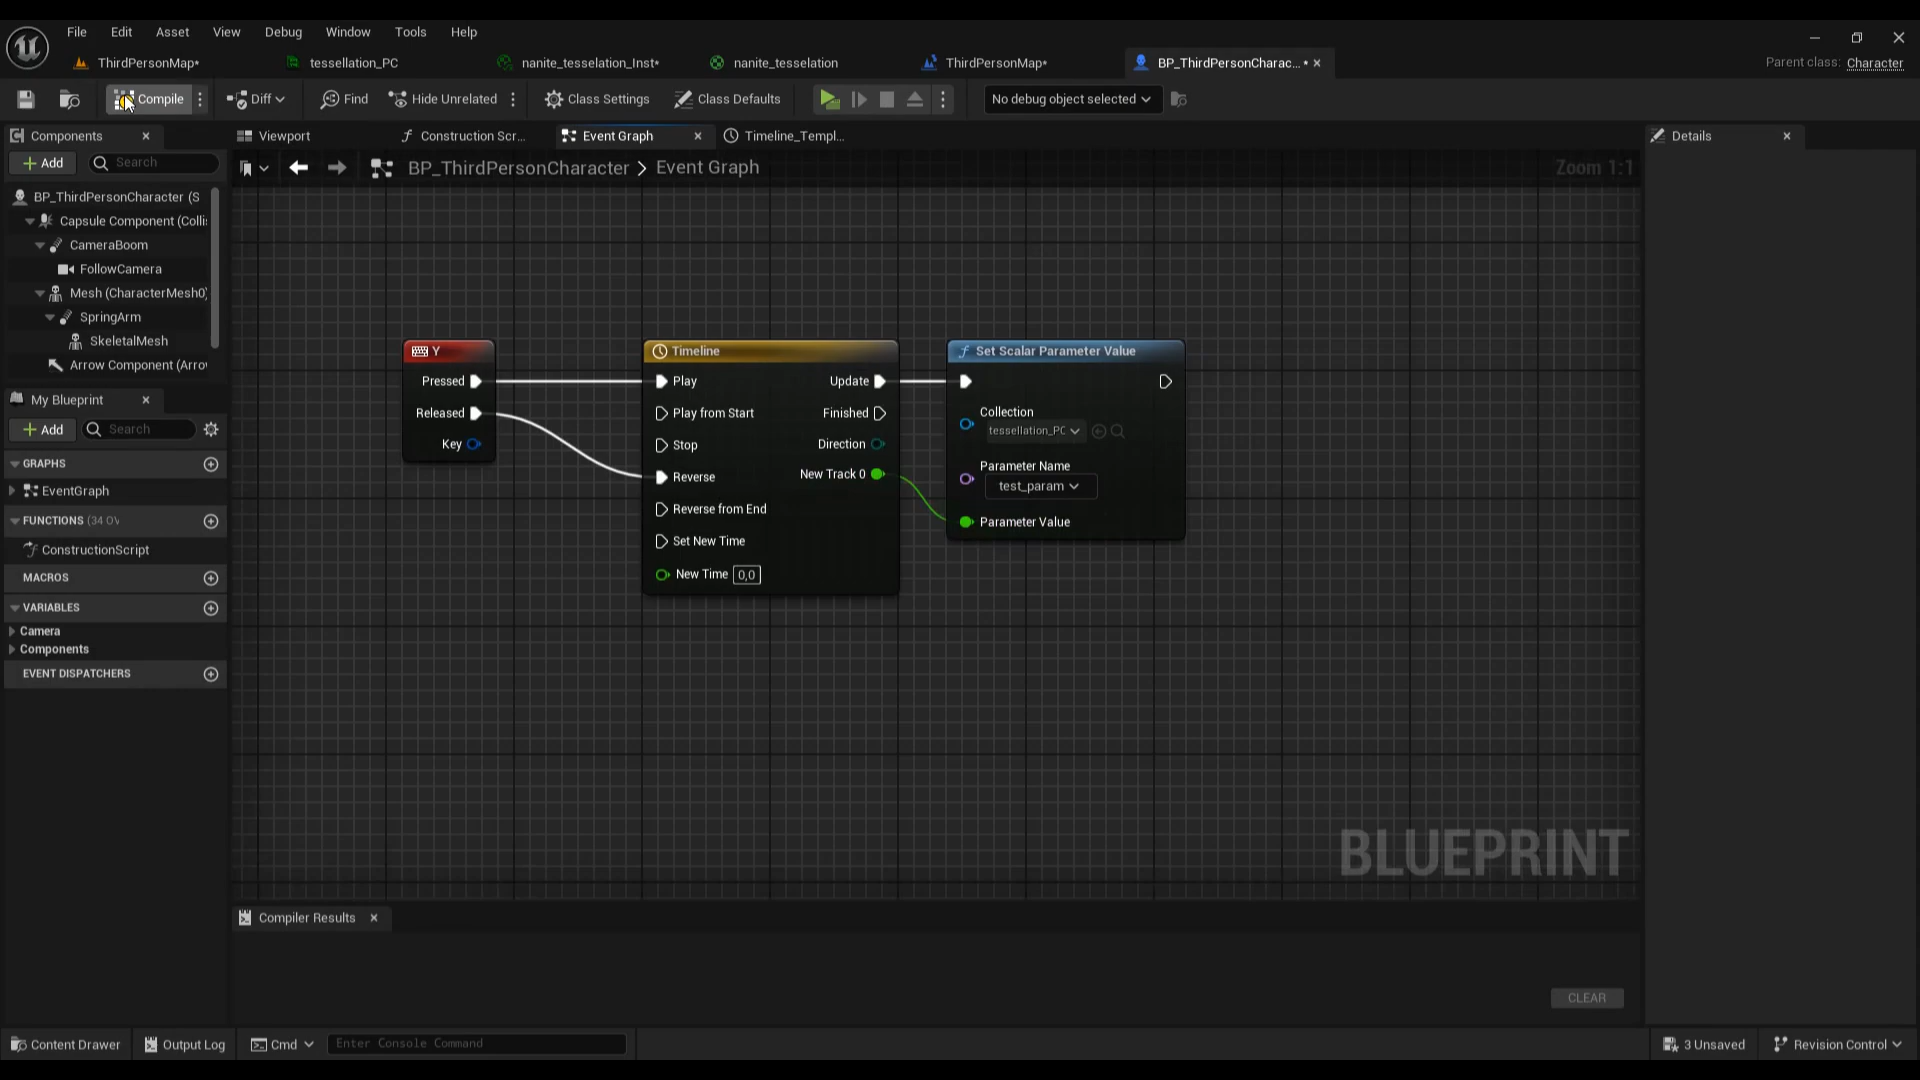 File Edit Asset View Debug Window Tools Help
ThirdPersonMap* tessellation_PC nanite_tesselation_Inst* nanite_tesselation ThirdPersonMap* BP_ThirdPersonCharac... * Parent class: Character
Compile Diff Find Hide Unrelated Class Settings Class Defaults No debug object selected
Components Viewport Construction Scr... Event Graph Timeline_Templ... Details
Add Search
BP_ThirdPersonCharacter > Event Graph Zoom 1:1
BP_ThirdPersonCharacter (S
Capsule Component (Colli
CameraBoom
FollowCamera
Mesh (CharacterMesh0)
SpringArm
SkeletalMesh
Arrow Component (Arro
My Blueprint
Add Search
GRAPHS
EventGraph
FUNCTIONS (34 OV
ConstructionScript
MACROS
VARIABLES
Camera
Components
EVENT DISPATCHERS
Y
Pressed
Released
Key
Timeline
Play Update
Play from Start Finished
Stop Direction
Reverse New Track 0
Reverse from End
Set New Time
New Time 0,0
Set Scalar Parameter Value
Collection
tessellation_PC
Parameter Name
test_param
Parameter Value
BLUEPRINT
Compiler Results
CLEAR
Content Drawer Output Log Cmd Enter Console Command 3 Unsaved Revision Control